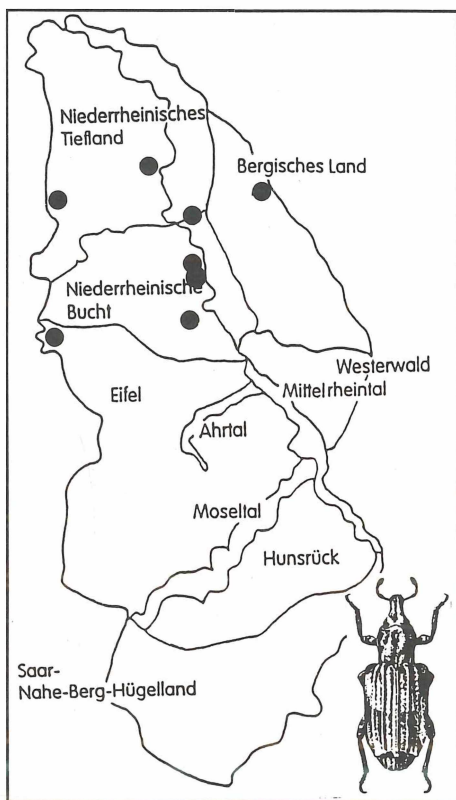 Niederrheinisches
Tiefland
Bergisches Land
Niederrheinische
Bucht
Westerwald
Mittelrheintal
Eifel
Ahrtal
Moseltal
Hunsrück
Saar-
Nahe-Berg-Hügelland